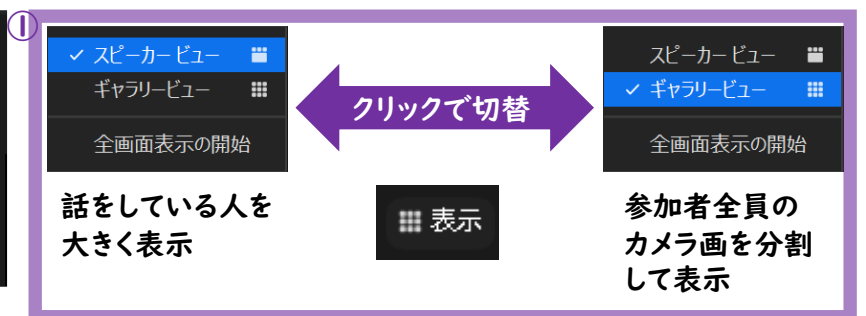 ①
✓ スピーカー ビュー
ギャラリービュー
全画面表示の開始
話をしている人を
大きく表示
クリックで切替
表示
スピーカー ビュー
✓ ギャラリービュー
全画面表示の開始
参加者全員の
カメラ画を分割
して表示